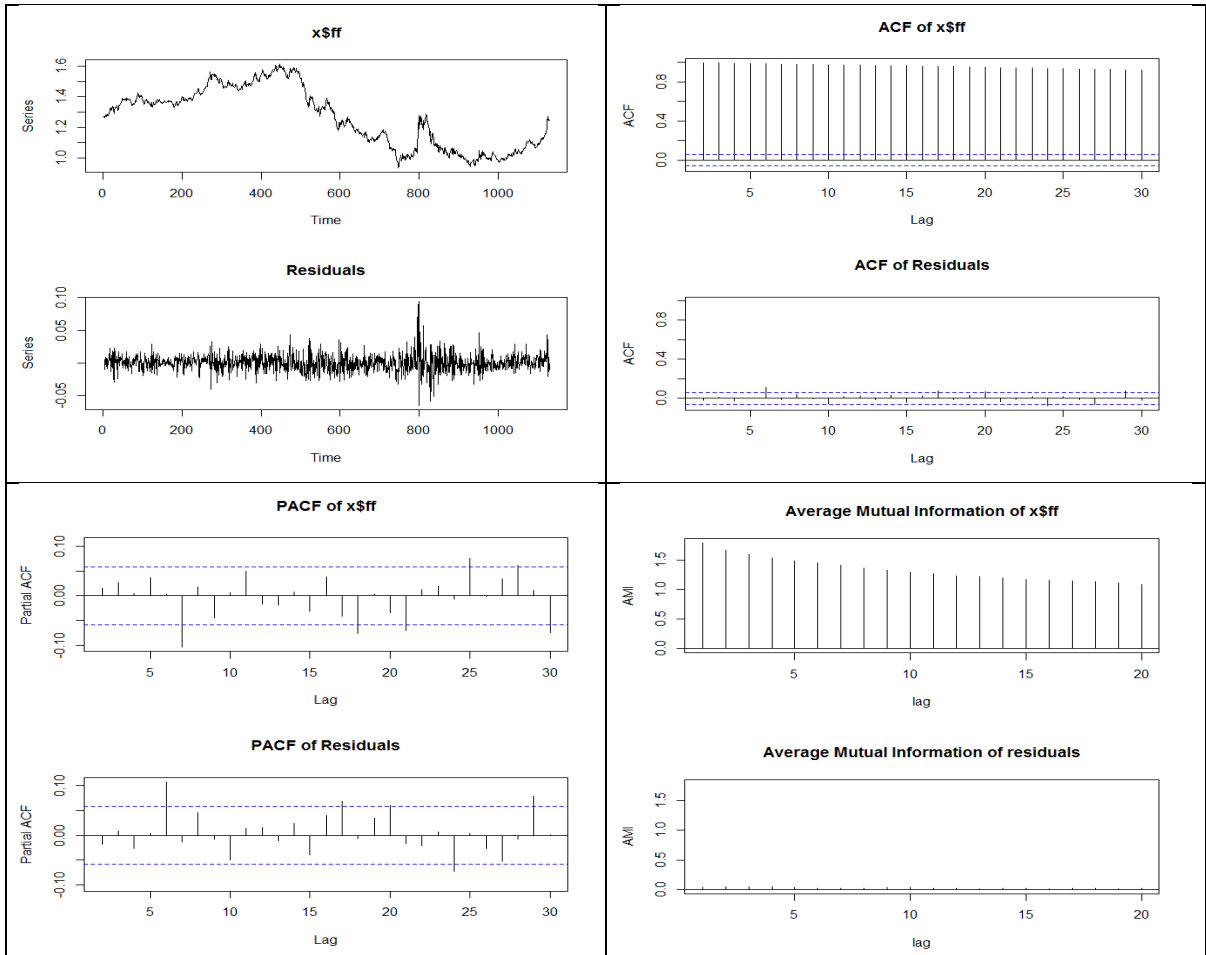 x$ff
Series
1.0 1.2 1.4 1.6
0 200 400 600 800 1000
Time
Residuals
Series
-0.05 0.05 0.10
0 200 400 600 800 1000
Time
ACF of x$ff
ACF
0.0 0.4 0.8
5 10 15 20 25 30
Lag
ACF of Residuals
ACF
0.0 0.4 0.8
5 10 15 20 25 30
Lag
PACF of x$ff
Partial ACF
-0.10 0.00 0.10
5 10 15 20 25 30
Lag
PACF of Residuals
Partial ACF
-0.10 0.00 0.10
5 10 15 20 25 30
Lag
Average Mutual Information of x$ff
AMI
0.0 0.5 1.0 1.5
5 10 15 20
lag
Average Mutual Information of residuals
AMI
0.0 0.5 1.0 1.5
5 10 15 20
lag